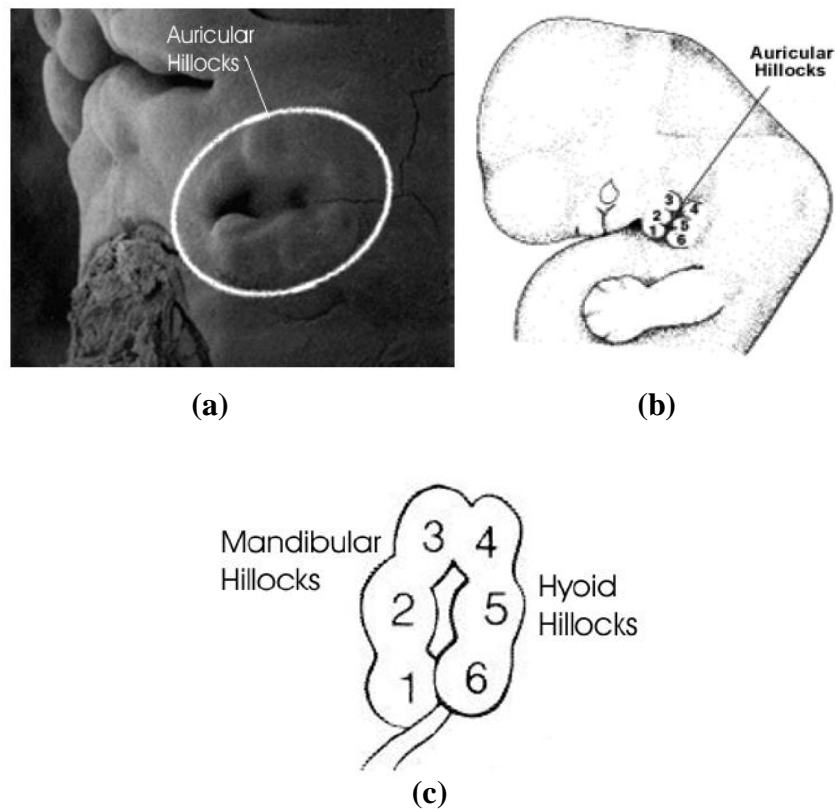 Auricular
Hillocks
Auricular
Hillocks
3
2
4
1
5
6
(a)
(b)
Mandibular
Hillocks
3
4
2
5
1
6
Hyoid
Hillocks
(c)